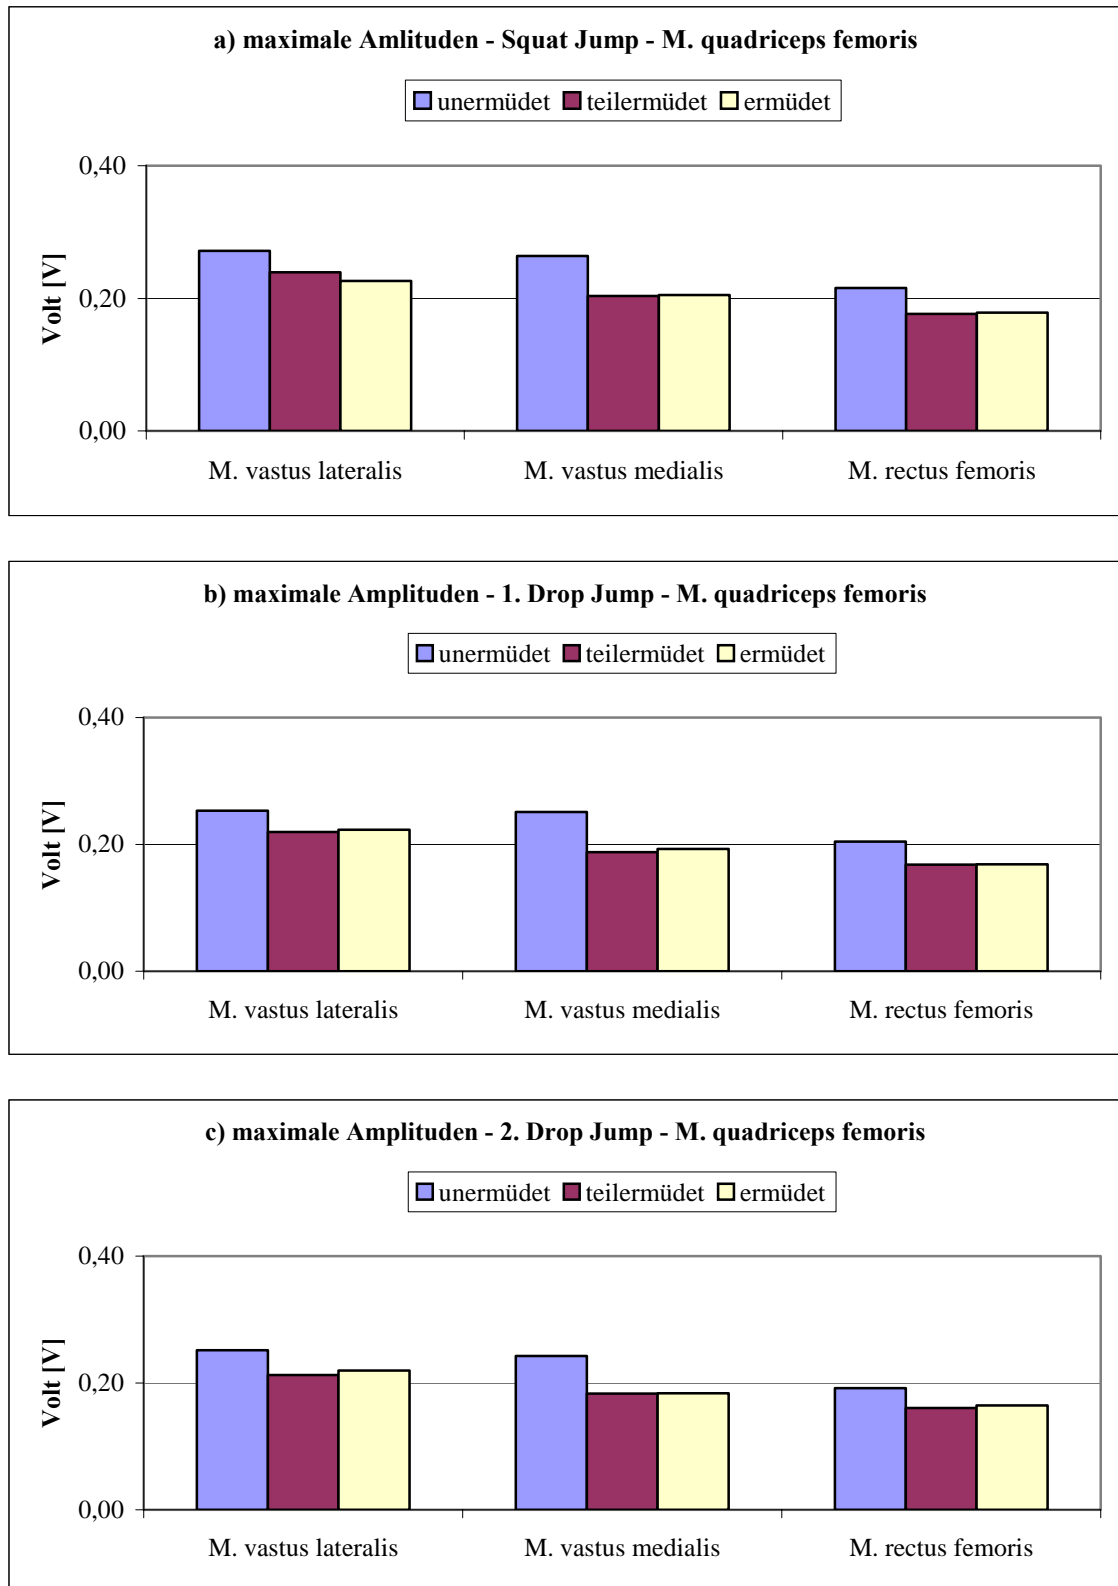 a) maximale Amlituden - Squat Jump - M. quadriceps femoris
unermüdet teilermüdet ermüdet
0,40
0,20
0,00
Volt [V]
M. vastus lateralis M. vastus medialis M. rectus femoris
b) maximale Amplituden - 1. Drop Jump - M. quadriceps femoris
unermüdet teilermüdet ermüdet
0,40
0,20
0,00
Volt [V]
M. vastus lateralis M. vastus medialis M. rectus femoris
c) maximale Amplituden - 2. Drop Jump - M. quadriceps femoris
unermüdet teilermüdet ermüdet
0,40
0,20
0,00
Volt [V]
M. vastus lateralis M. vastus medialis M. rectus femoris